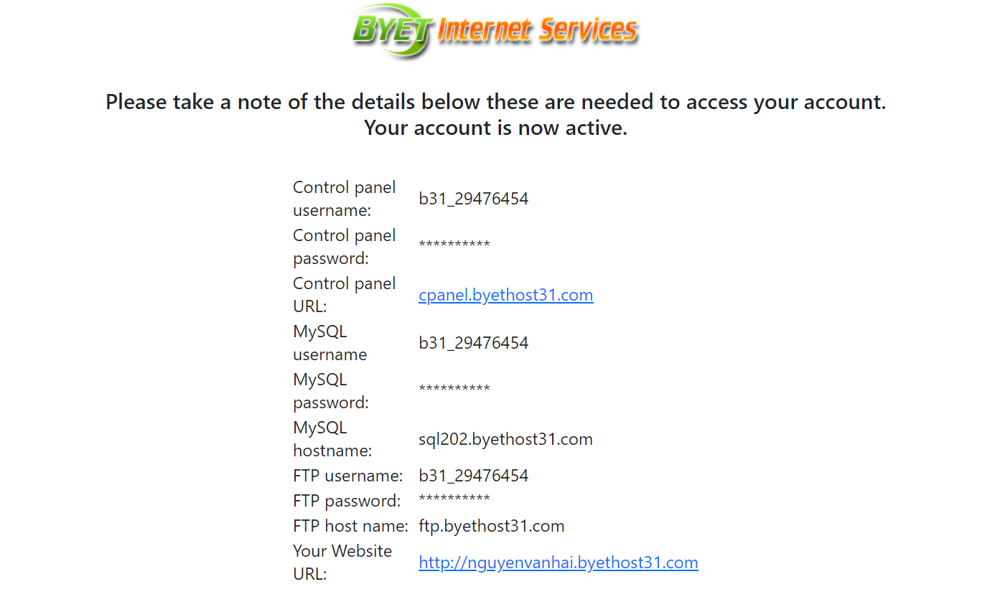 BYET Internet Services
Please take a note of the details below these are needed to access your account.
Your account is now active.
Control panel
username:
b31_29476454
Control panel
password:
**********
Control panel
URL:
cpanel.byethost31.com
MySQL
username
b31_29476454
MySQL
password:
**********
MySQL
hostname:
sql202.byethost31.com
FTP username: b31_29476454
FTP password: **********
FTP host name: ftp.byethost31.com
Your Website
URL:
http://nguyenvanhai.byethost31.com